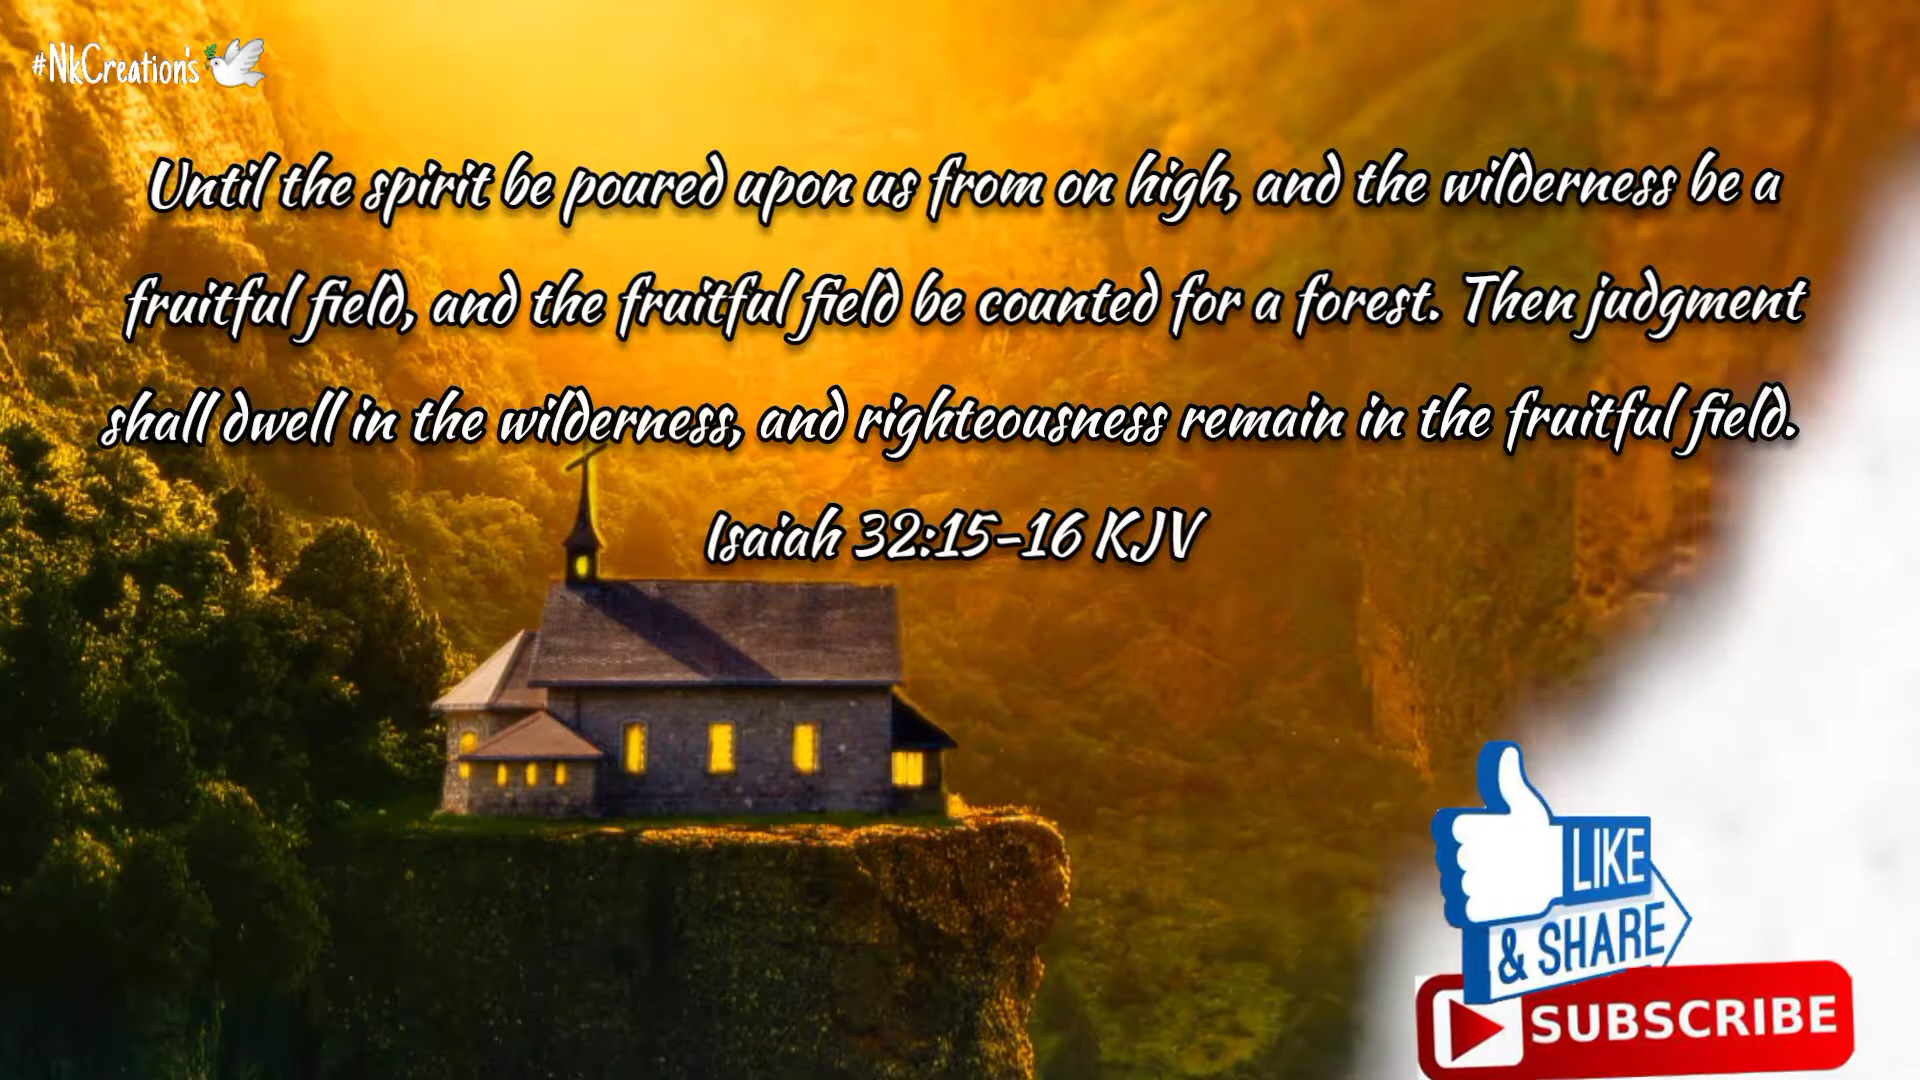 #NkCreation's
Until the spirit be poured upon us from on high, and the wilderness be a
fruitful field, and the fruitful field be counted for a forest. Then judgment
shall dwell in the wilderness, and righteousness remain in the fruitful field.
Isaiah 32:15-16 KJV
LIKE
& SHARE
SUBSCRIBE